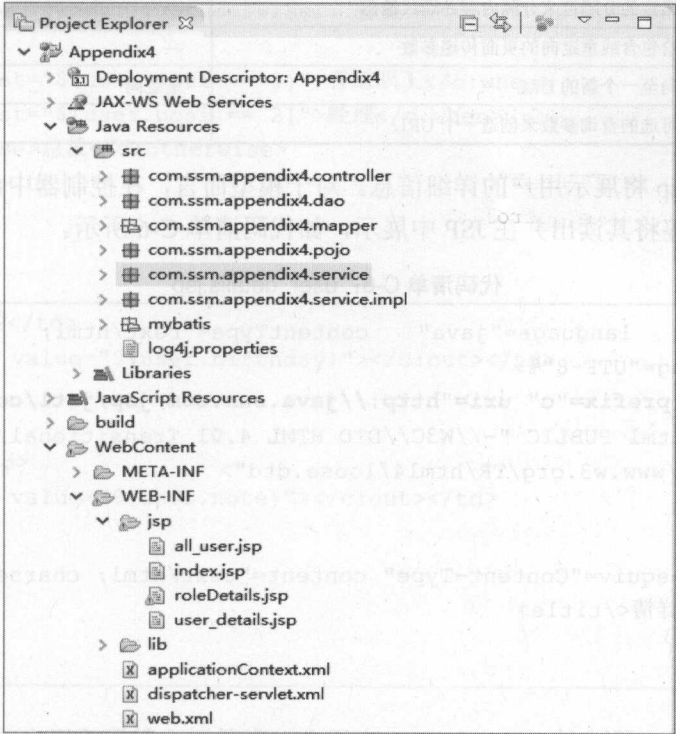 Project Explorer
Appendix4
Deployment Descriptor: Appendix4
JAX-WS Web Services
Java Resources
src
com.ssm.appendix4.controller
com.ssm.appendix4.dao
com.ssm.appendix4.mapper
com.ssm.appendix4.pojo
com.ssm.appendix4.service
com.ssm.appendix4.service.impl
mybatis
log4j.properties
Libraries
JavaScript Resources
build
WebContent
META-INF
WEB-INF
jsp
all_user.jsp
index.jsp
roleDetails.jsp
user_details.jsp
lib
applicationContext.xml
dispatcher-servlet.xml
web.xml